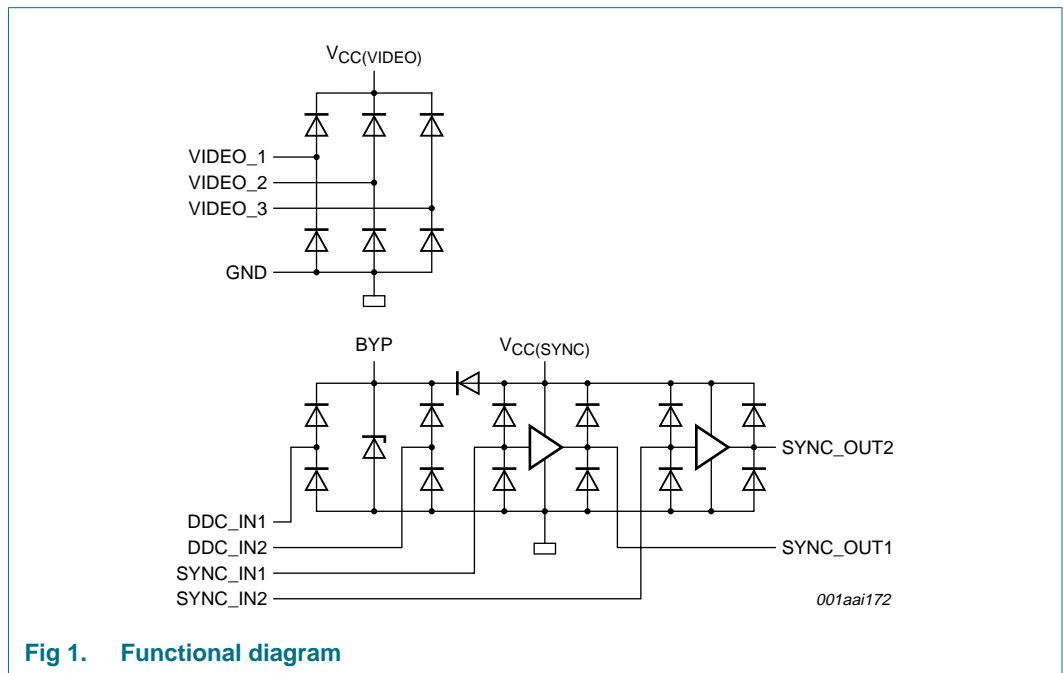 VCC(VIDEO)
VIDEO_1
VIDEO_2
VIDEO_3
GND
BYP VCC(SYNC)
SYNC_OUT2
DDC_IN1
DDC_IN2 SYNC_OUT1
SYNC_IN1
SYNC_IN2 001aai172
Fig 1. Functional diagram